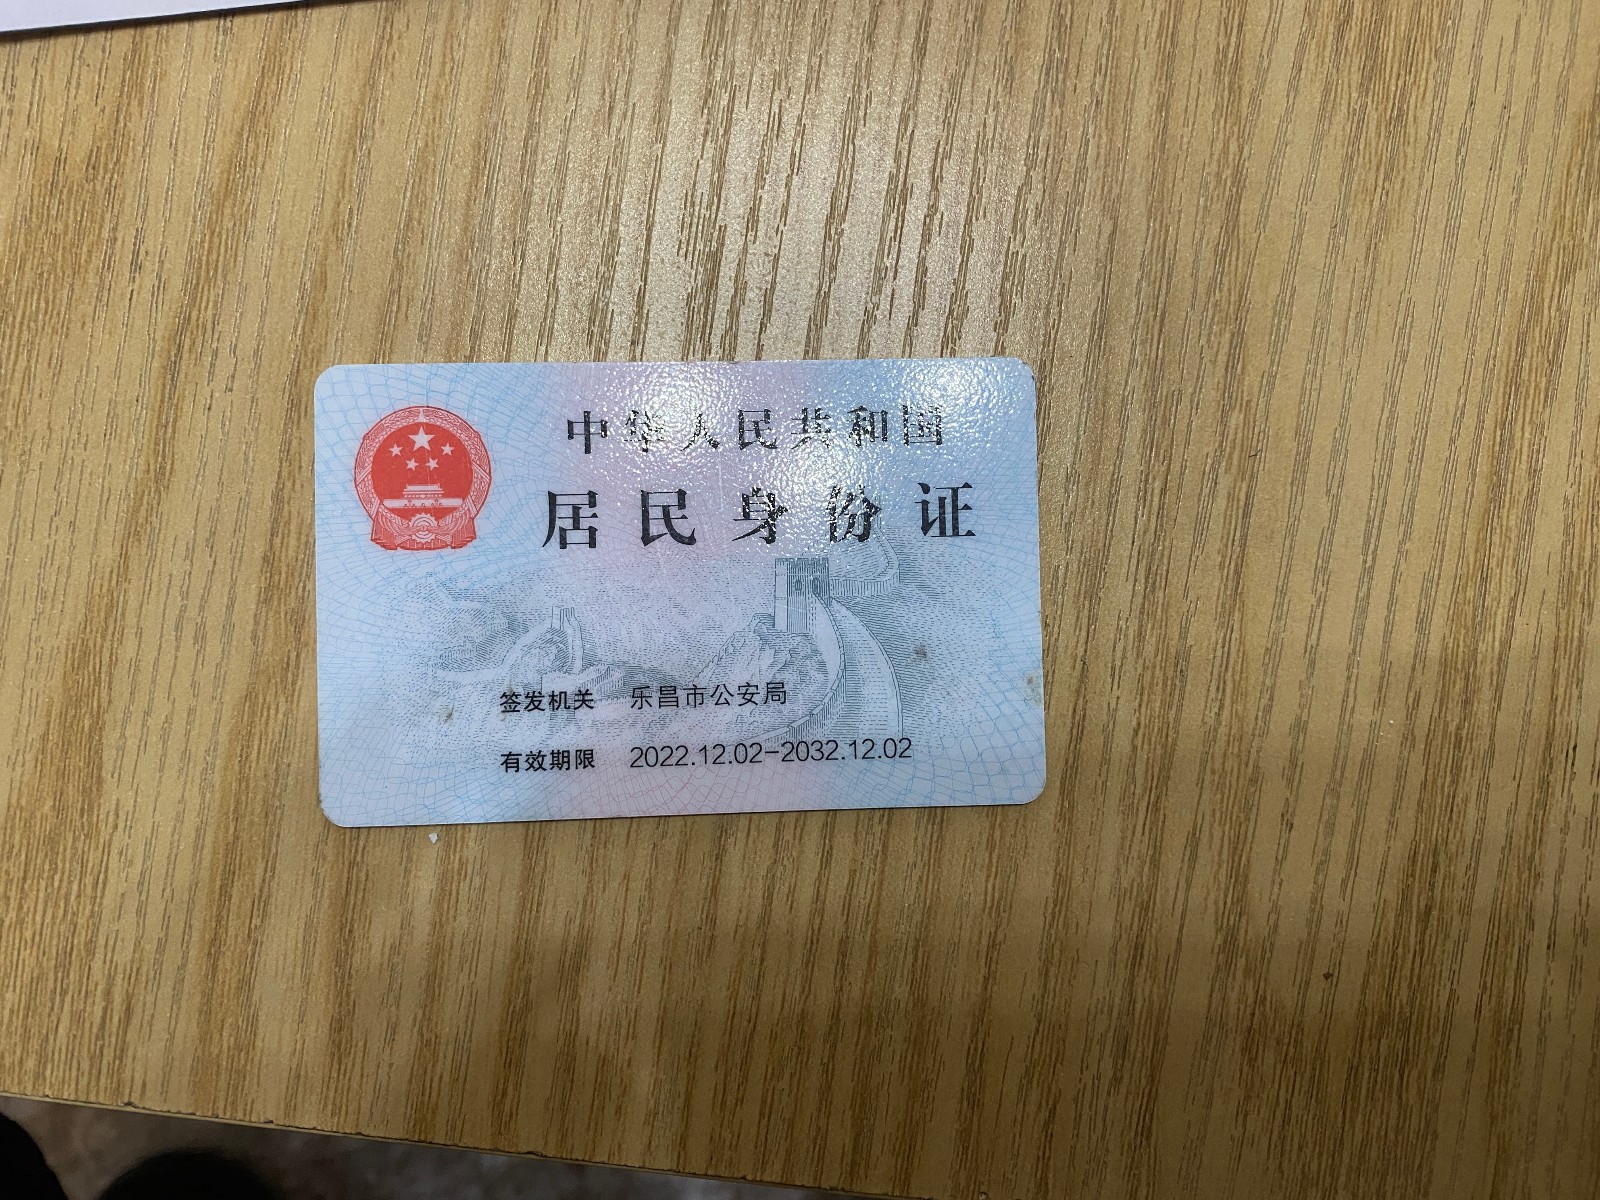 中华人民共和国
居民身份证
签发机关 乐昌市公安局
有效期限 2022.12.02-2032.12.02